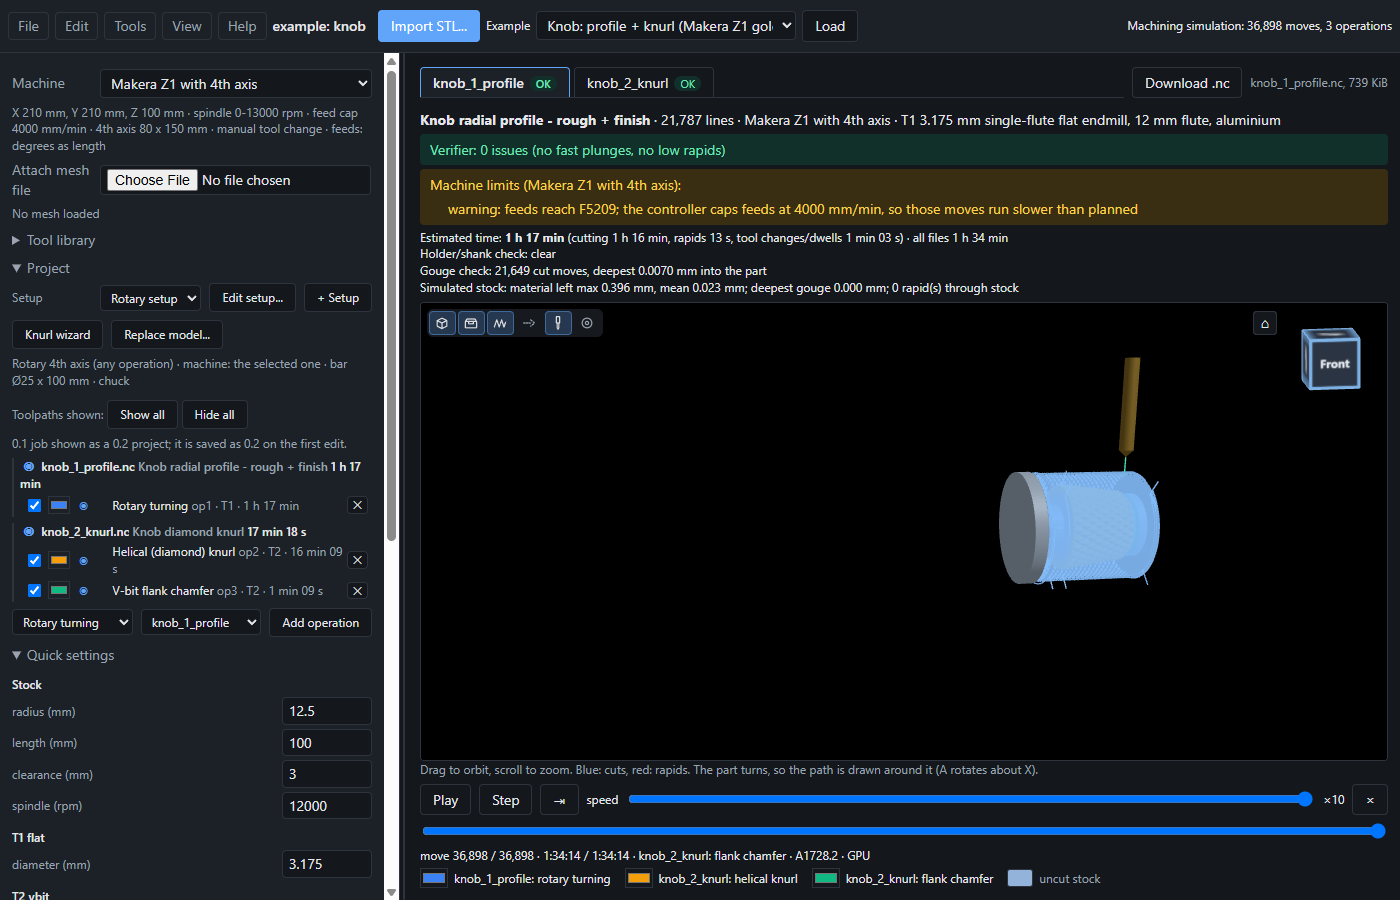 File Edit Tools View Help example: knob Import STL... Example Knob: profile + knurl (Makera Z1 gol Load Machining simulation: 36,898 moves, 3 operations
Machine Makera Z1 with 4th axis
X 210 mm, Y 210 mm, Z 100 mm · spindle 0-13000 rpm · feed cap
4000 mm/min · 4th axis 80 x 150 mm · manual tool change · feeds:
degrees as length
Attach mesh
file
Choose File No file chosen
No mesh loaded
Tool library
Project
Setup Rotary setup Edit setup... + Setup
Knurl wizard Replace model...
Rotary 4th axis (any operation) · machine: the selected one · bar
Ø25 x 100 mm · chuck
Toolpaths shown: Show all Hide all
0.1 job shown as a 0.2 project; it is saved as 0.2 on the first edit.
knob_1_profile.nc Knob radial profile - rough + finish 1 h 17
min
Rotary turning op1 · T1 · 1 h 17 min ×
knob_2_knurl.nc Knob diamond knurl 17 min 18 s
Helical (diamond) knurl op2 · T2 · 16 min 09
s
×
V-bit flank chamfer op3 · T2 · 1 min 09 s ×
Rotary turning knob_1_profile Add operation
Quick settings
Stock
radius (mm) 12.5
length (mm) 100
clearance (mm) 3
spindle (rpm) 12000
T1 flat
diameter (mm) 3.175
T2 vbit
knob_1_profile OK knob_2_knurl OK Download .nc knob_1_profile.nc, 739 KiB
Knob radial profile - rough + finish · 21,787 lines · Makera Z1 with 4th axis · T1 3.175 mm single-flute flat endmill, 12 mm flute, aluminium
Verifier: 0 issues (no fast plunges, no low rapids)
Machine limits (Makera Z1 with 4th axis):
warning: feeds reach F5209; the controller caps feeds at 4000 mm/min, so those moves run slower than planned
Estimated time: 1 h 17 min (cutting 1 h 16 min, rapids 13 s, tool changes/dwells 1 min 03 s) · all files 1 h 34 min
Holder/shank check: clear
Gouge check: 21,649 cut moves, deepest 0.0070 mm into the part
Simulated stock: material left max 0.396 mm, mean 0.023 mm; deepest gouge 0.000 mm; 0 rapid(s) through stock
Front
Drag to orbit, scroll to zoom. Blue: cuts, red: rapids. The part turns, so the path is drawn around it (A rotates about X).
Play Step ⇥ speed ×10 ×
move 36,898 / 36,898 · 1:34:14 / 1:34:14 · knob_2_knurl: flank chamfer · A1728.2 · GPU
knob_1_profile: rotary turning knob_2_knurl: helical knurl knob_2_knurl: flank chamfer uncut stock